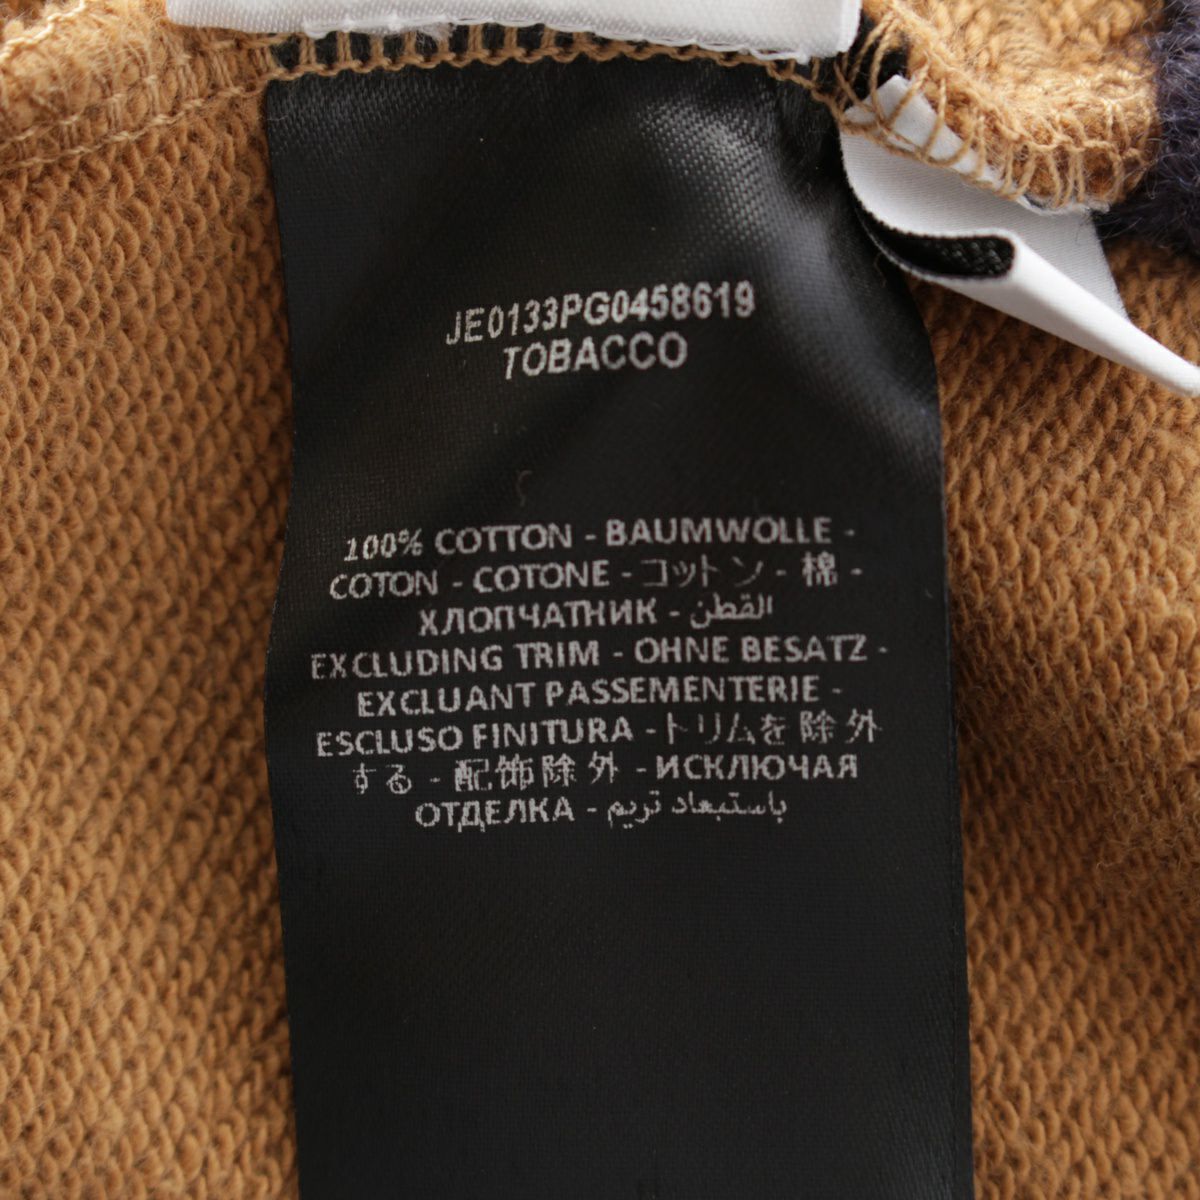 JE0133PG0458619
TOBACCO
100% COTTON - BAUMWOLLE -
COTON - COTONE - コットン - 棉 -
ХЛОПЧАТНИК - القطن
EXCLUDING TRIM - OHNE BESATZ -
EXCLUANT PASSEMENTERIE -
ESCLUSO FINITURA - トリムを除外
する - 配饰除外 - ИСКЛЮЧАЯ
ОТДЕЛКА - باستبعاد تريم